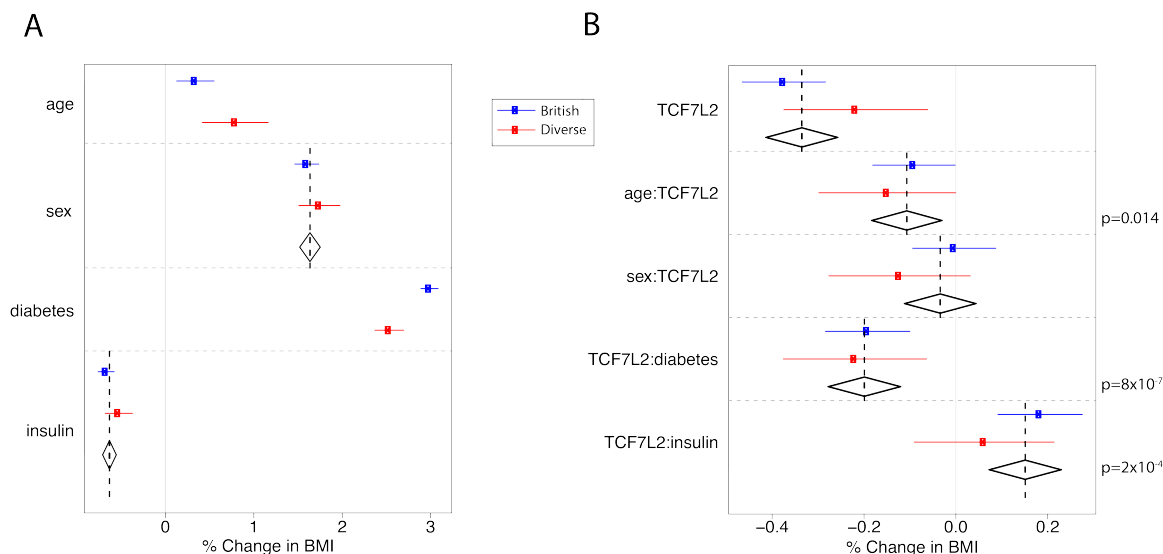 A
age
sex
diabetes
insulin
0 1 2 3
% Change in BMI
British
Diverse
B
TCF7L2
age:TCF7L2
p=0.014
sex:TCF7L2
TCF7L2:diabetes
p=8x10⁻⁷
TCF7L2:insulin
p=2x10⁻⁴
−0.4 −0.2 0.0 0.2
% Change in BMI